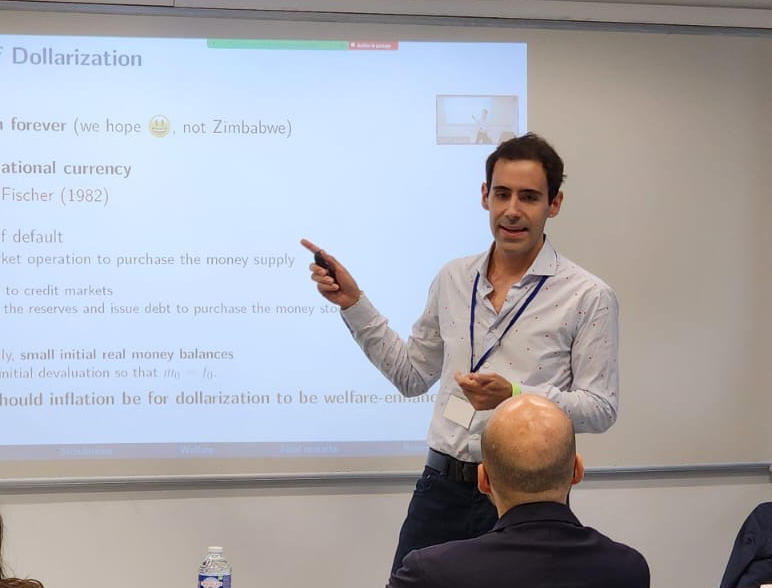 f Dollarization
n forever (we hope 😃, not Zimbabwe)
ational currency
Fischer (1982)
f default
ket operation to purchase the money supply
to credit markets
the reserves and issue debt to purchase the money sto
ly, small initial real money balances
initial devaluation so that m₀ = f₀.
hould inflation be for dollarization to be welfare-enhanc
Welfare